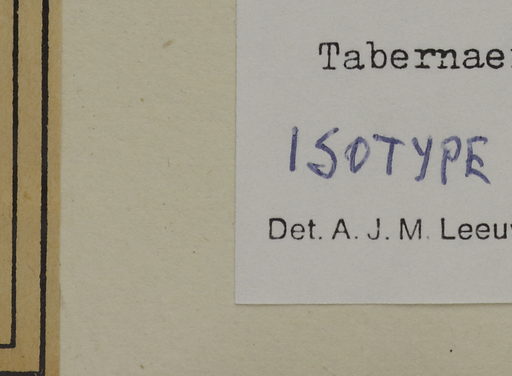 Tabernae
ISOTYPE
Det. A. J. M. Leeu